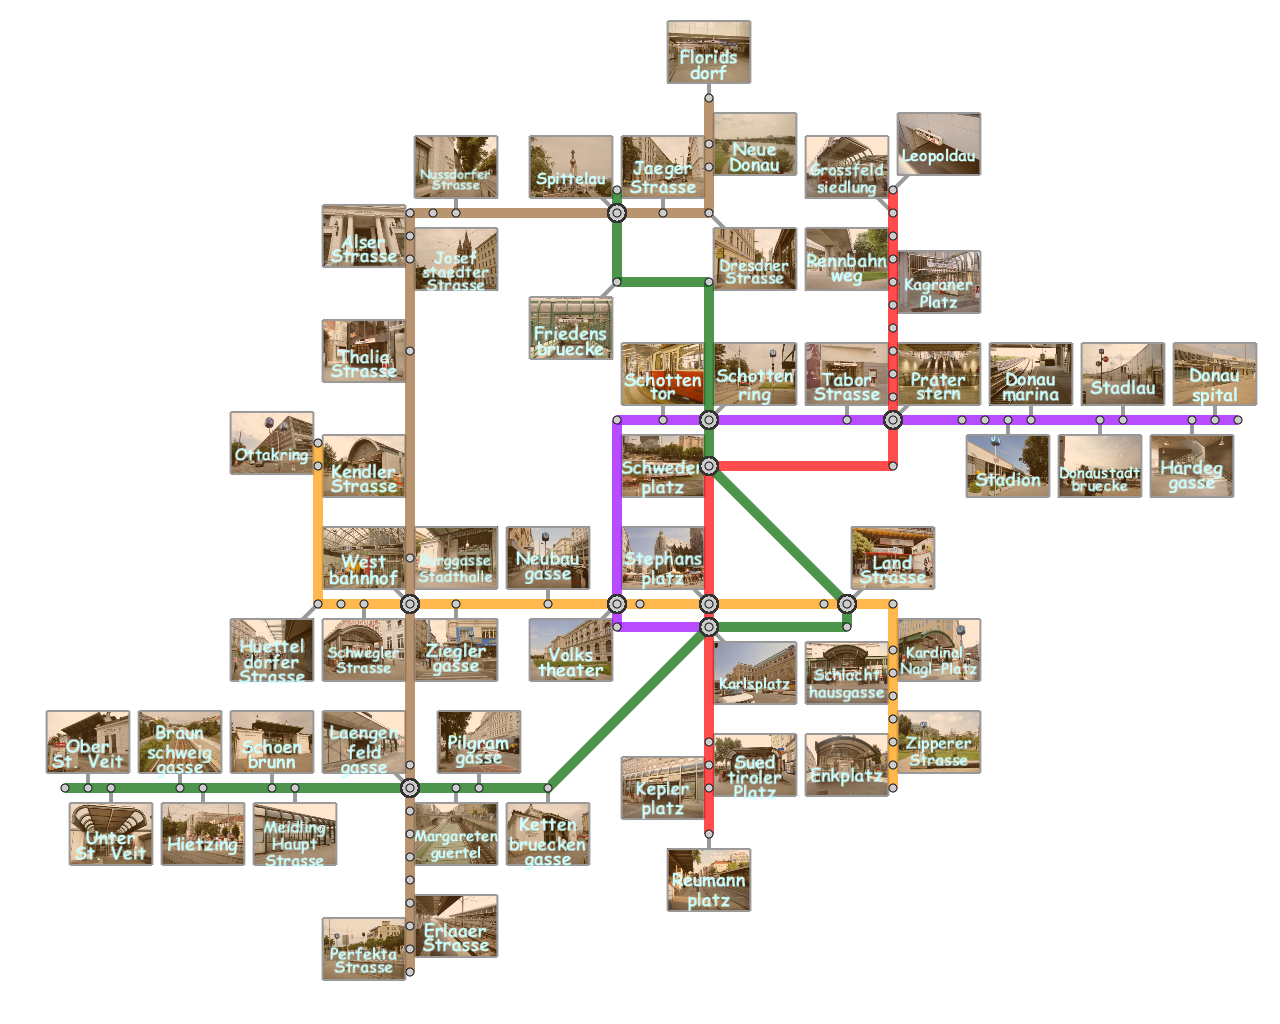 Florids
dorf
Neue
Donau
Leopoldau
Nussdorfer
Strasse
Spittelau
Jaeger
Strasse
Grossfeld
siedlung
Alser
Strasse
Josef
staedter
Strasse
Dresdner
Strasse
Rennbahn
weg
Kagraner
Platz
Friedens
bruecke
Thalia
Strasse
Schotten
tor
Schotten
ring
Tabor
Strasse
Prater
stern
Donau
marina
Stadlau
Donau
spital
Ottakring
Kendler
Strasse
Schweden
platz
Stadion
Donaustadt
bruecke
Hardeg
gasse
West
bahnhof
Burggasse
Stadthalle
Neubau
gasse
Stephans
platz
Land
Strasse
Huettel
dorfer
Strasse
Schwegler
Strasse
Ziegler
gasse
Volks
theater
Karlsplatz
Schlacht
hausgasse
Kardinal-
Nagl-Platz
Ober
St. Veit
Braun
schweig
gasse
Schoen
brunn
Laengen
feld
gasse
Pilgram
gasse
Kepler
platz
Sued
tiroler
Platz
Enkplatz
Zipperer
Strasse
Unter
St. Veit
Hietzing
Meidling
Haupt
Strasse
Margareten
guertel
Ketten
bruecken
gasse
Reumann
platz
Perfekta
Strasse
Erlaaer
Strasse